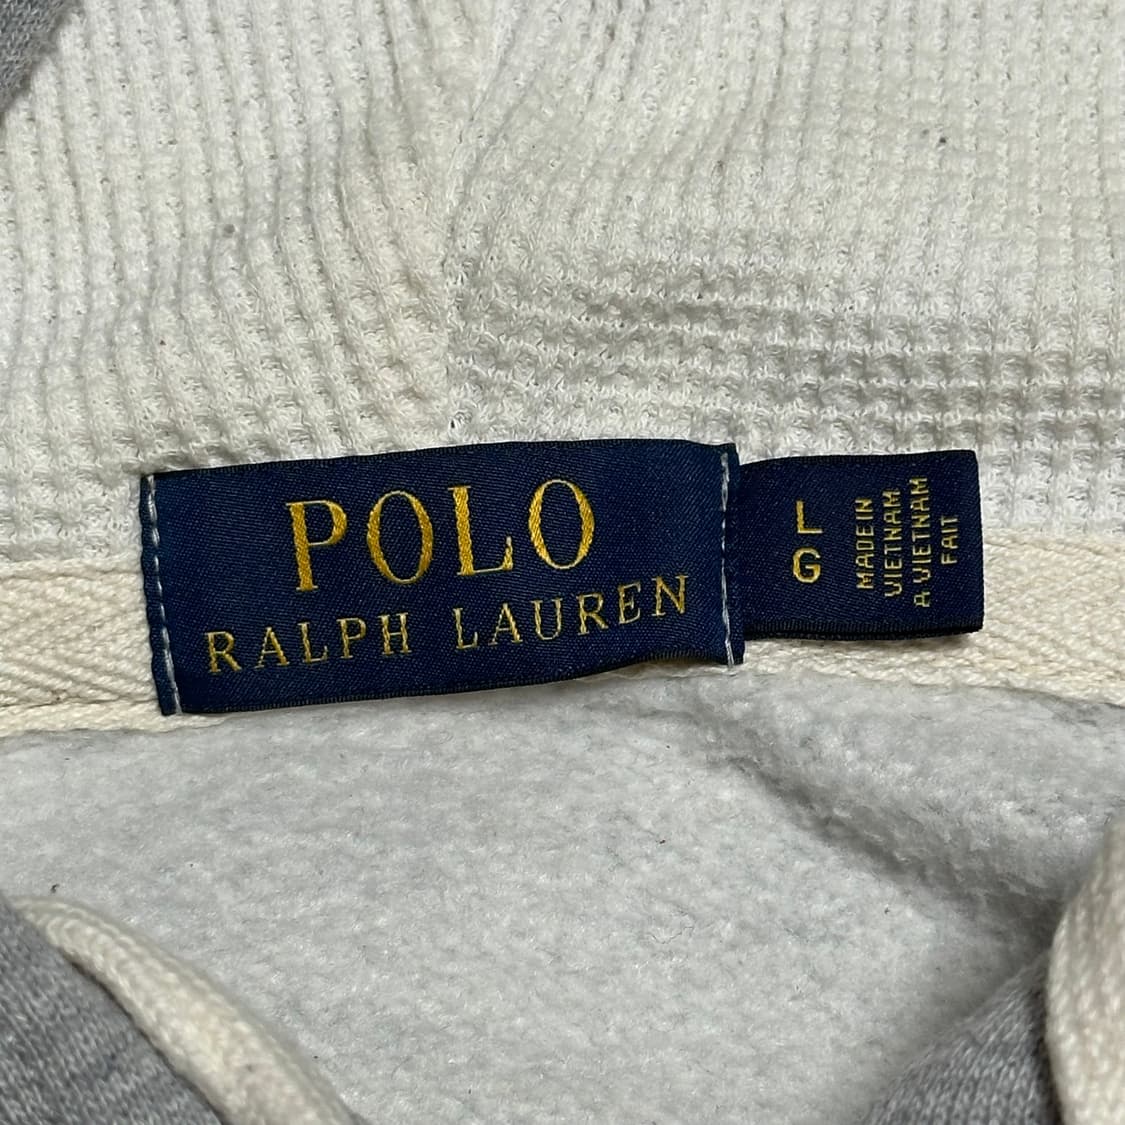 POLO
RALPH LAUREN
L
G
MADE IN
VIETNAM
A VIETNAM
FAIT